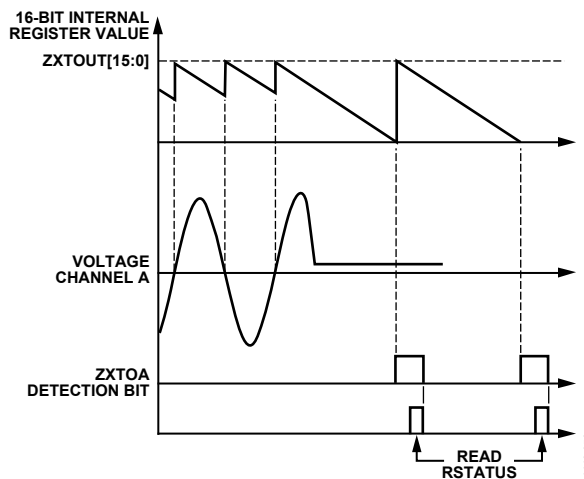 16-BIT INTERNAL
REGISTER VALUE
ZXTOUT[15:0]
VOLTAGE
CHANNEL A
ZXTOA
DETECTION BIT
READ
RSTATUS